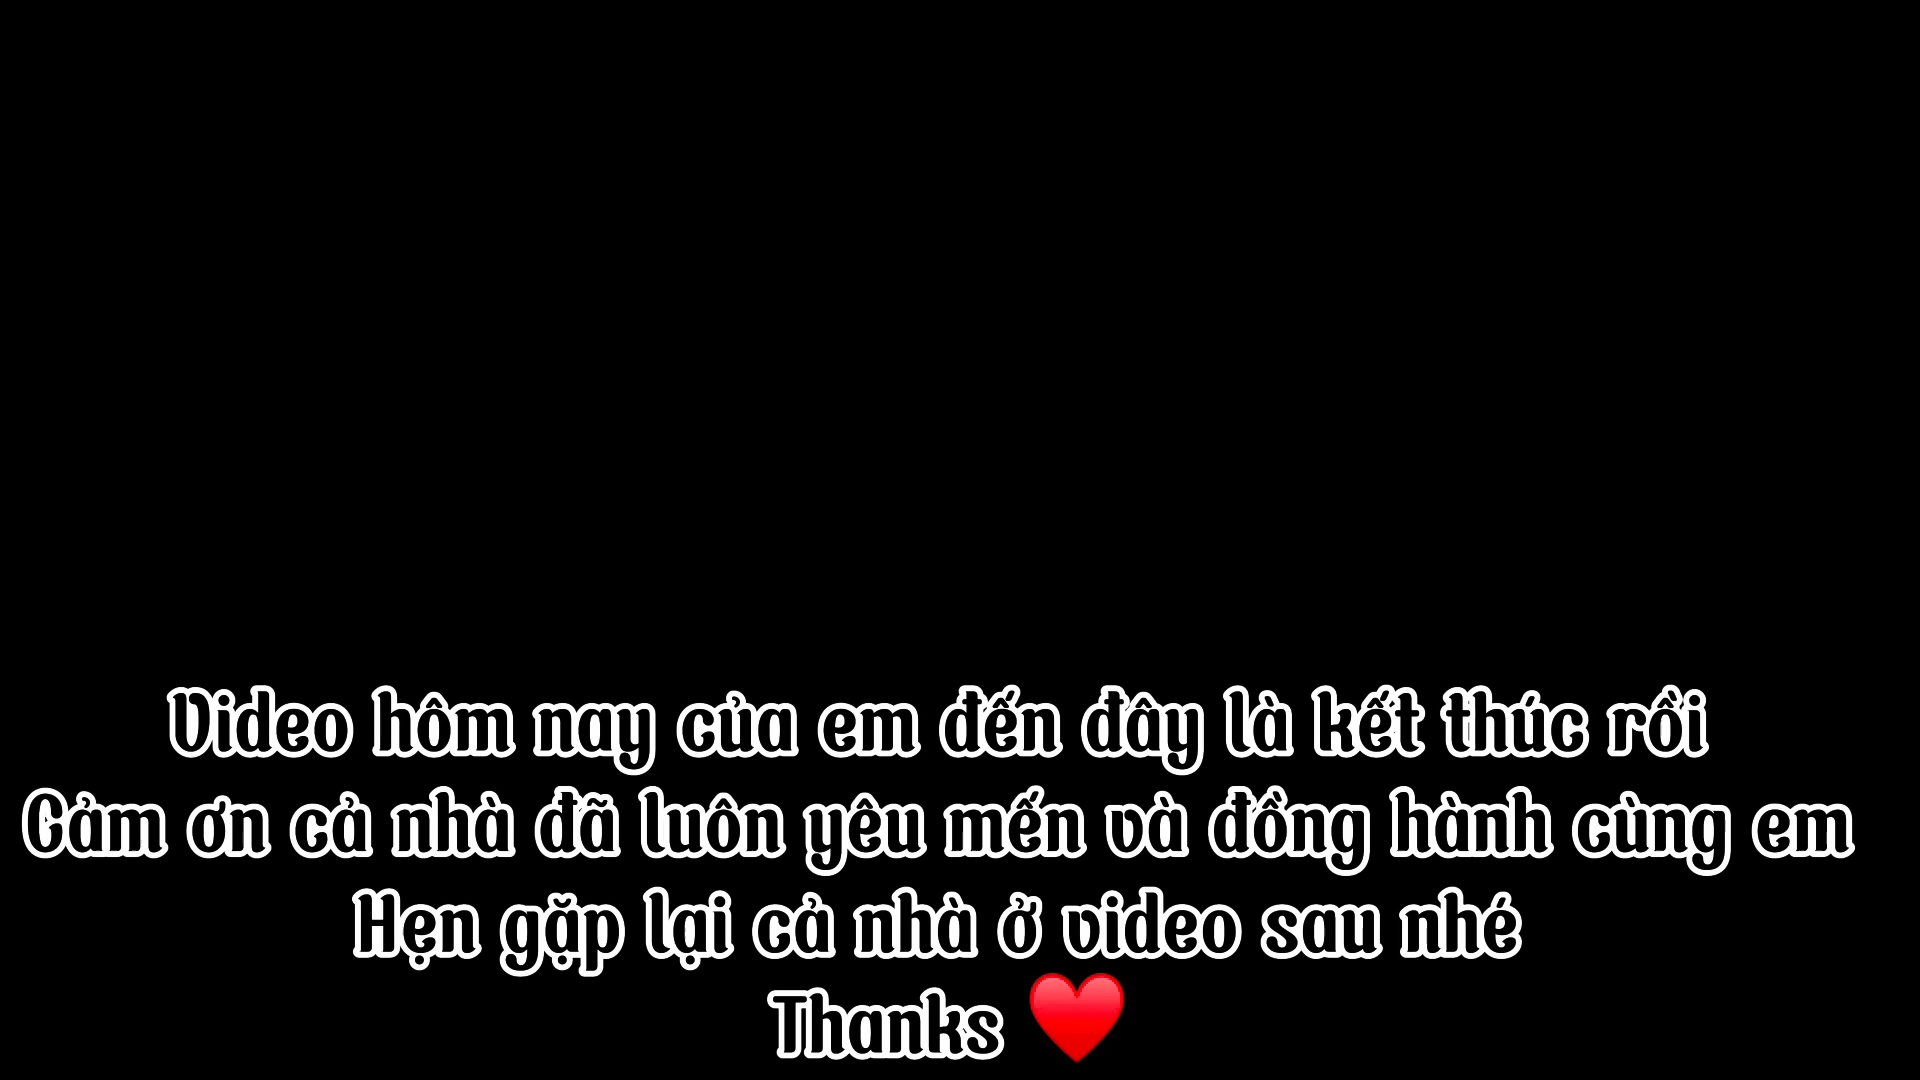 Video hôm nay của em đến đây là kết thúc rồi
Cảm ơn cả nhà đã luôn yêu mến và đồng hành cùng em
Hẹn gặp lại cả nhà ở video sau nhé
Thanks ❤️